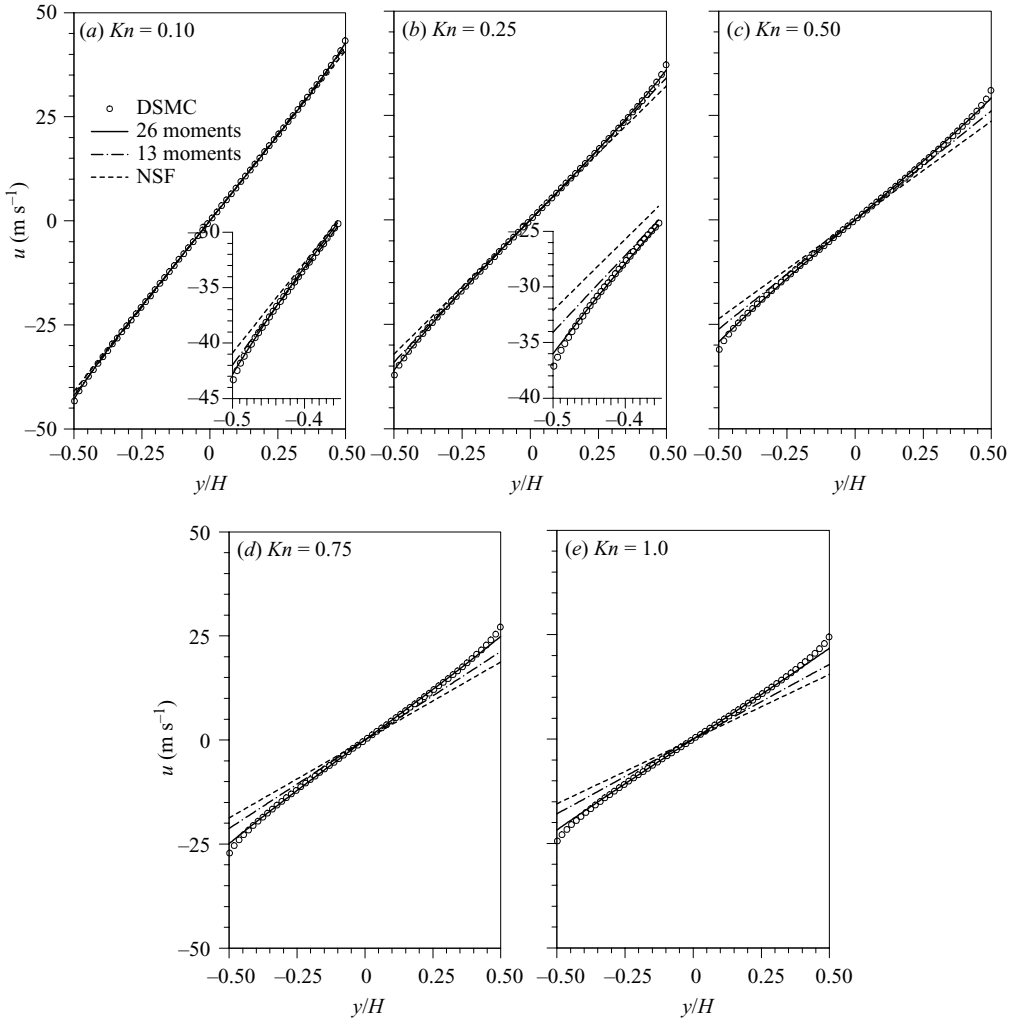 (a) Kn = 0.10
(b) Kn = 0.25
(c) Kn = 0.50
50
25
0
–25
–50
u (m s–1)
DSMC
26 moments
13 moments
NSF
–30
–35
–40
–45
–0.5 –0.4
–25
–30
–35
–40
–0.5 –0.4
–0.50 –0.25 0 0.25 0.50
–0.50 –0.25 0 0.25 0.50
–0.50 –0.25 0 0.25 0.50
y/H
y/H
y/H
(d) Kn = 0.75
(e) Kn = 1.0
50
25
0
–25
–50
u (m s–1)
–0.50 –0.25 0 0.25 0.50
–0.50 –0.25 0 0.25 0.50
y/H
y/H